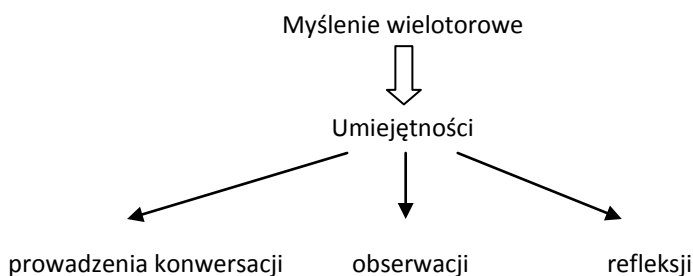 Myślenie wielotorowe
Umiejętności
prowadzenia konwersacji obserwacji refleksji